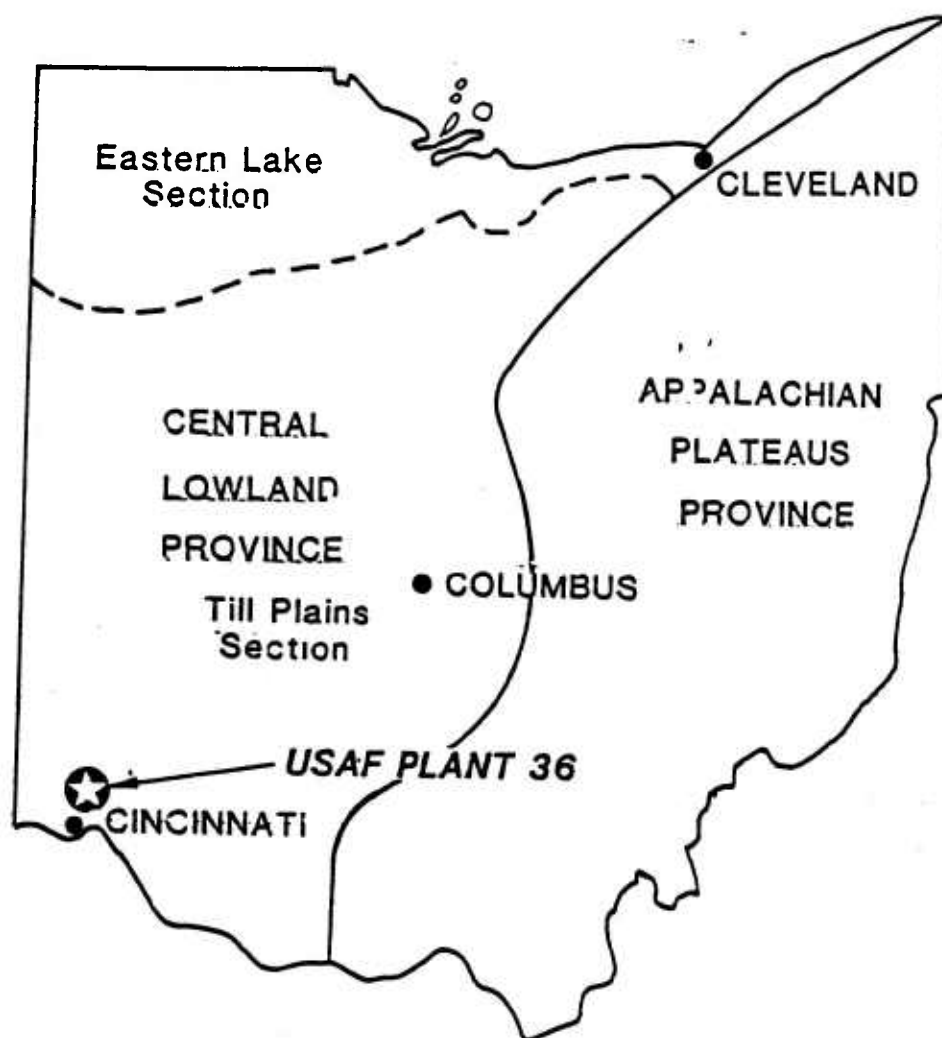 Eastern Lake
Section
CLEVELAND
APPALACHIAN
PLATEAUS
PROVINCE
CENTRAL
LOWLAND
PROVINCE
Till Plains
Section
COLUMBUS
USAF PLANT 36
CINCINNATI